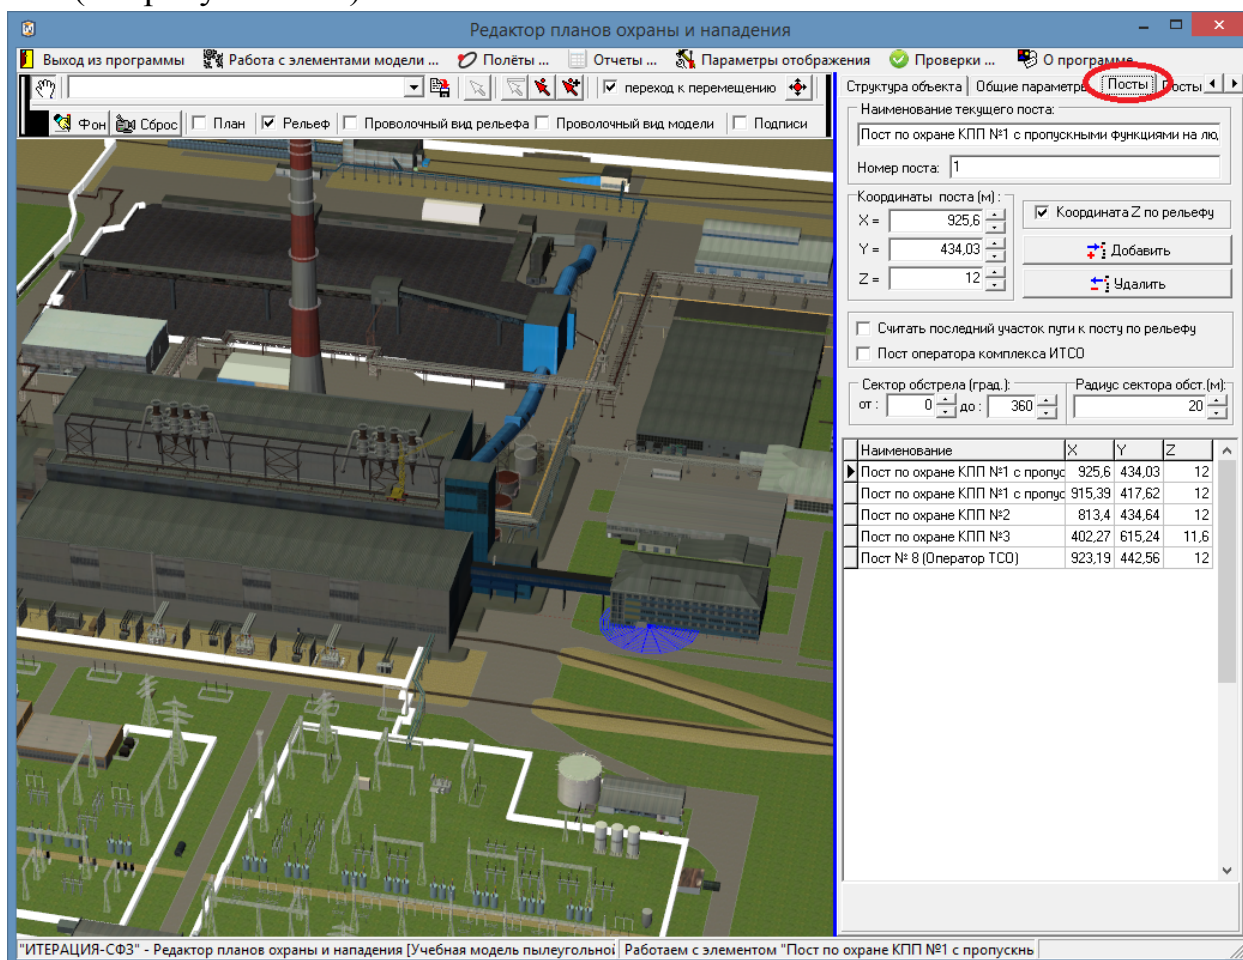 Редактор планов охраны и нападения
Выход из программы Работа с элементами модели ... Полёты ... Отчеты ... Параметры отображения Проверки ... О программе
переход к перемещению
Фон Сброс План Рельеф Проволочный вид рельефа Проволочный вид модели Подписи
Структура объекта Общие параметры Посты Посты
Наименование текущего поста:
Пост по охране КПП №1 с пропускными функциями на лю,
Номер поста: 1
Координаты поста (м) :
X = 925,6
Y = 434,03
Z = 12
Координата Z по рельефу
Добавить
Удалить
Считать последний участок пути к посту по рельефу
Пост оператора комплекса ИТСО
Сектор обстрела (град.): Радиус сектора обст.(м):
от : 0 до : 360 20
Наименование X Y Z
Пост по охране КПП №1 с пропус 925,6 434,03 12
Пост по охране КПП №1 с пропус 915,39 417,62 12
Пост по охране КПП №2 813,4 434,64 12
Пост по охране КПП №3 402,27 615,24 11,6
Пост № 8 (Оператор ТСО) 923,19 442,56 12
"ИТЕРАЦИЯ-СФЗ" - Редактор планов охраны и нападения [Учебная модель пылеугольной Работаем с элементом "Пост по охране КПП №1 с пропускнь